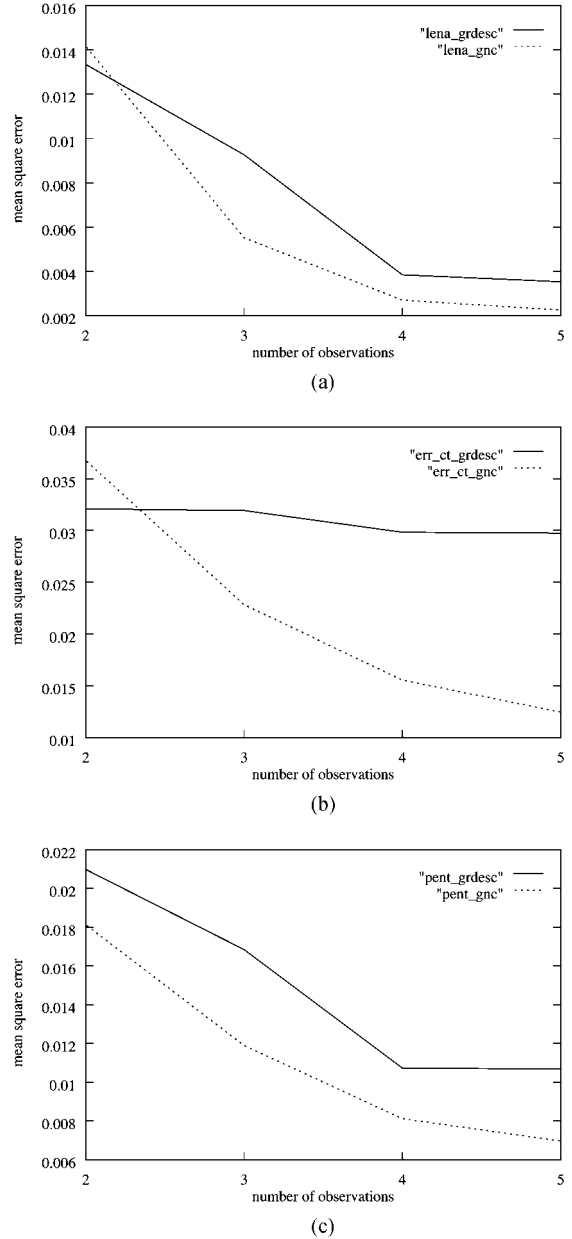 0.016
0.014
0.012
0.01
0.008
0.006
0.004
0.002
mean square error
"lena_grdesc"
"lena_gnc"
2 3 4 5
number of observations
(a)
0.04
0.035
0.03
0.025
0.02
0.015
0.01
mean square error
"err_ct_grdesc"
"err_ct_gnc"
2 3 4 5
number of observations
(b)
0.022
0.02
0.018
0.016
0.014
0.012
0.01
0.008
0.006
mean square error
"pent_grdesc"
"pent_gnc"
2 3 4 5
number of observations
(c)